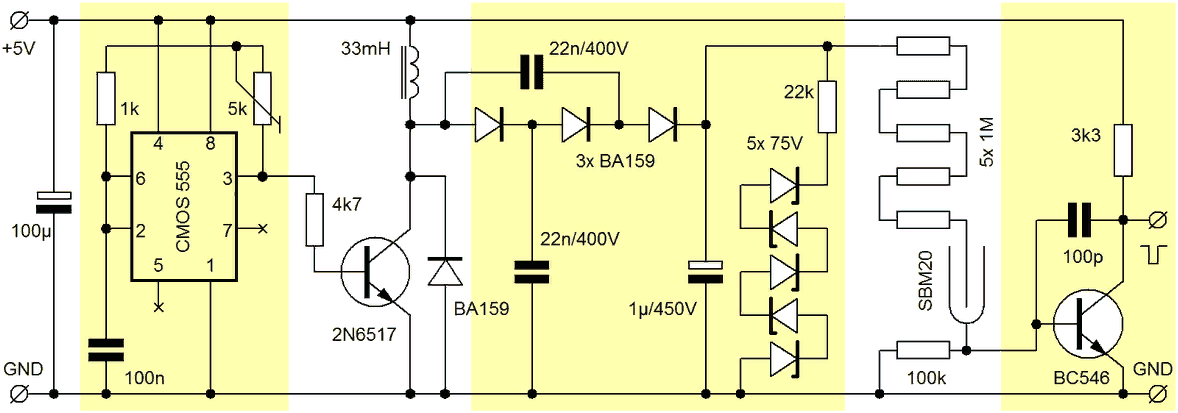 +5V
100µ
GND
1k
5k
4
8
6
3
2
7
5
1
CMOS 555
100n
33mH
4k7
2N6517
BA159
22n/400V
3x BA159
22n/400V
1µ/450V
22k
5x 75V
5x 1M
SBM20
100k
3k3
100p
BC546
GND